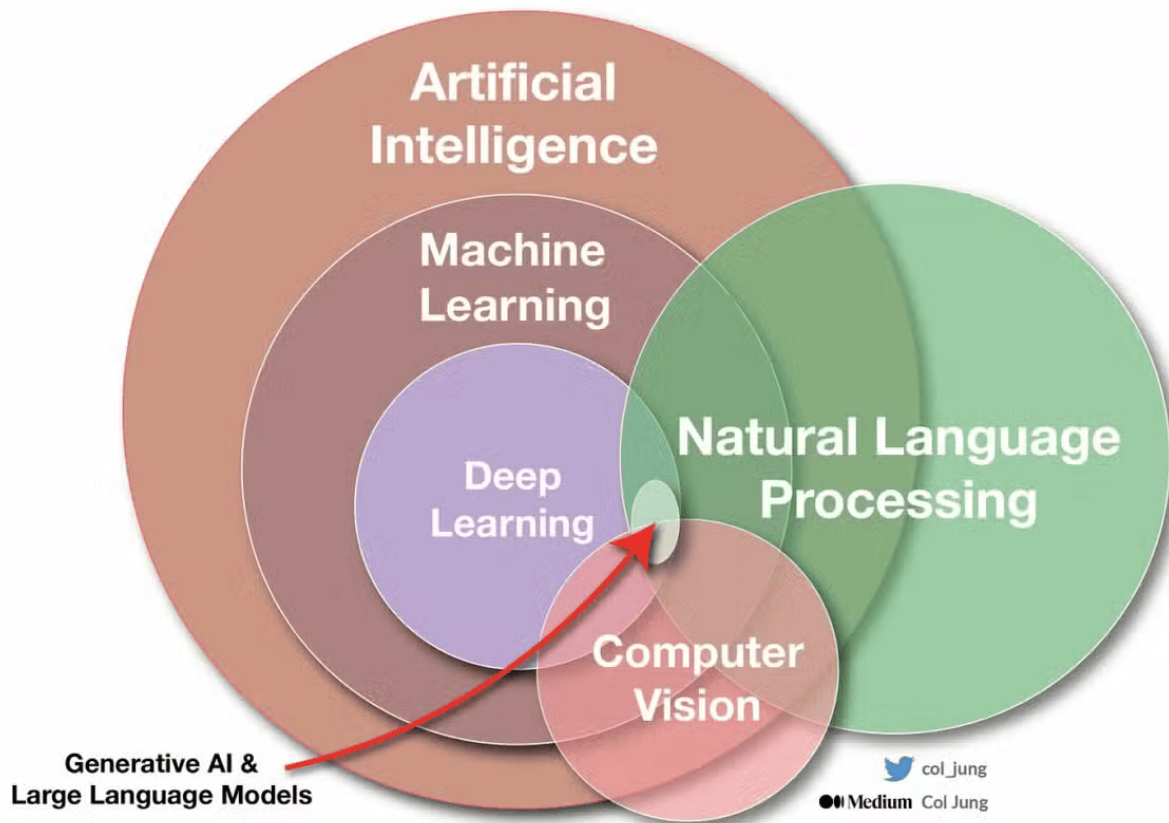 Artificial
Intelligence
Machine
Learning
Deep
Learning
Natural Language
Processing
Computer
Vision
Generative AI &
Large Language Models
col_jung
Medium Col Jung